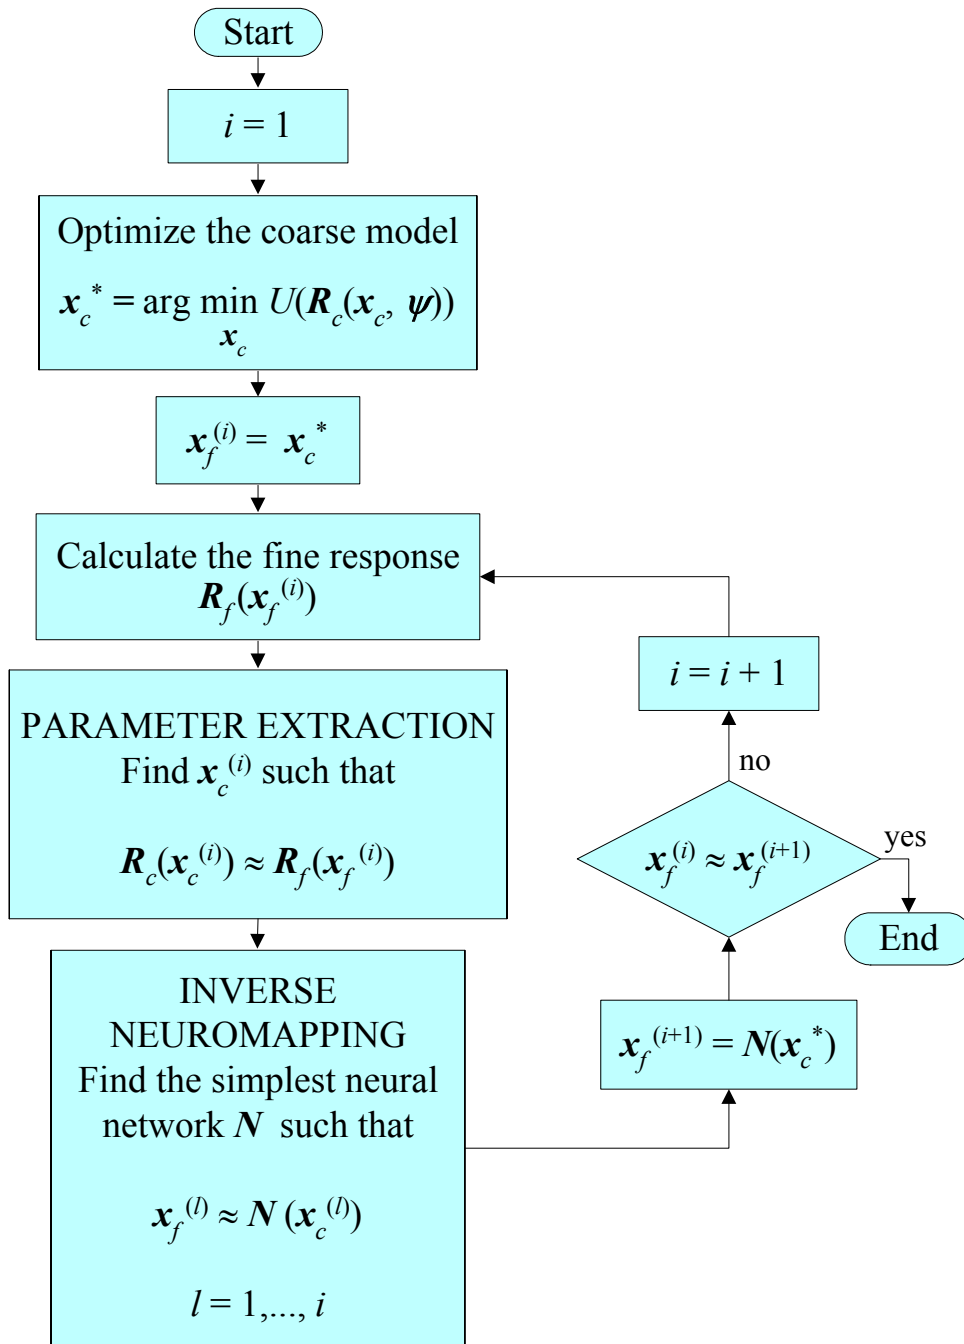 Start
i = 1
Optimize the coarse model
x_c^* = arg min U(R_c(x_c, ψ))
x_c
x_f^(i) = x_c^*
Calculate the fine response
R_f(x_f^(i))
PARAMETER EXTRACTION
Find x_c^(i) such that
R_c(x_c^(i)) ≈ R_f(x_f^(i))
INVERSE
NEUROMAPPING
Find the simplest neural
network N such that
x_f^(l) ≈ N (x_c^(l))
l = 1,..., i
x_f^(i+1) = N(x_c^*)
x_f^(i) ≈ x_f^(i+1)
no
yes
i = i + 1
End